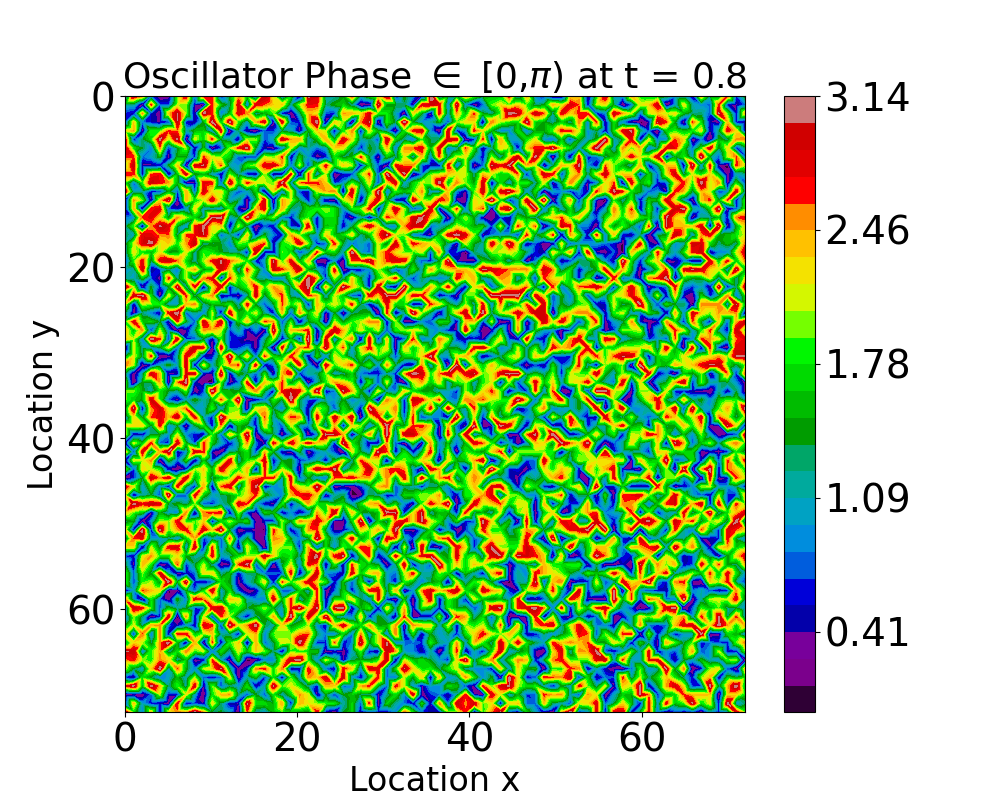 Oscillator Phase ∈ [0,π) at t = 0.8
0
20
40
60
Location y
0 20 40 60
Location x
3.14
2.46
1.78
1.09
0.41